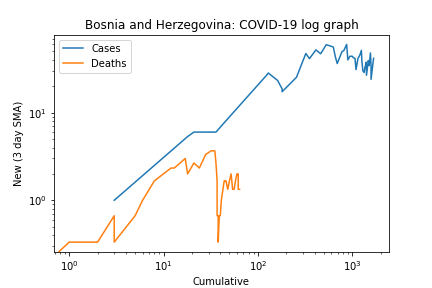 Bosnia and Herzegovina: COVID-19 log graph
Cases
Deaths
New (3 day SMA)
10¹
10⁰
10⁰ 10¹ 10² 10³
Cumulative